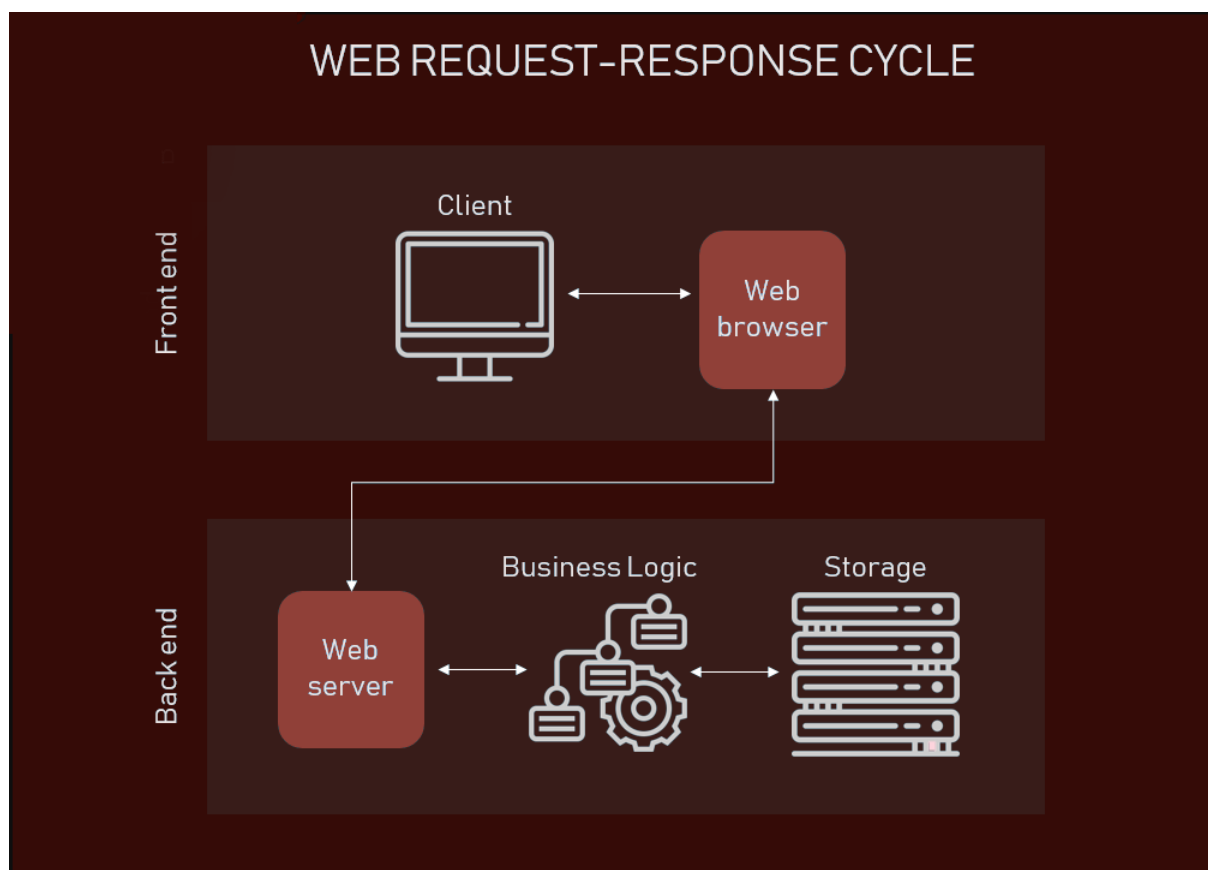 WEB REQUEST-RESPONSE CYCLE
Front end
Client
Web
browser
Back end
Web
server
Business Logic
Storage